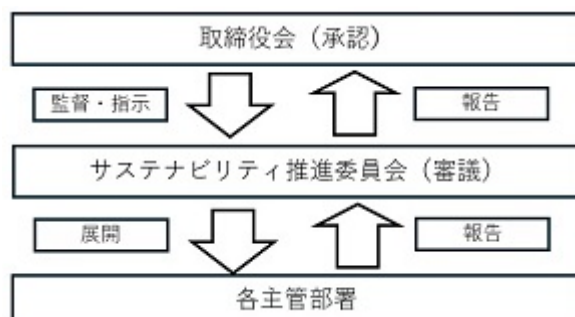 取締役会（承認）
監督・指示
報告
サステナビリティ推進委員会（審議）
展開
報告
各主管部署